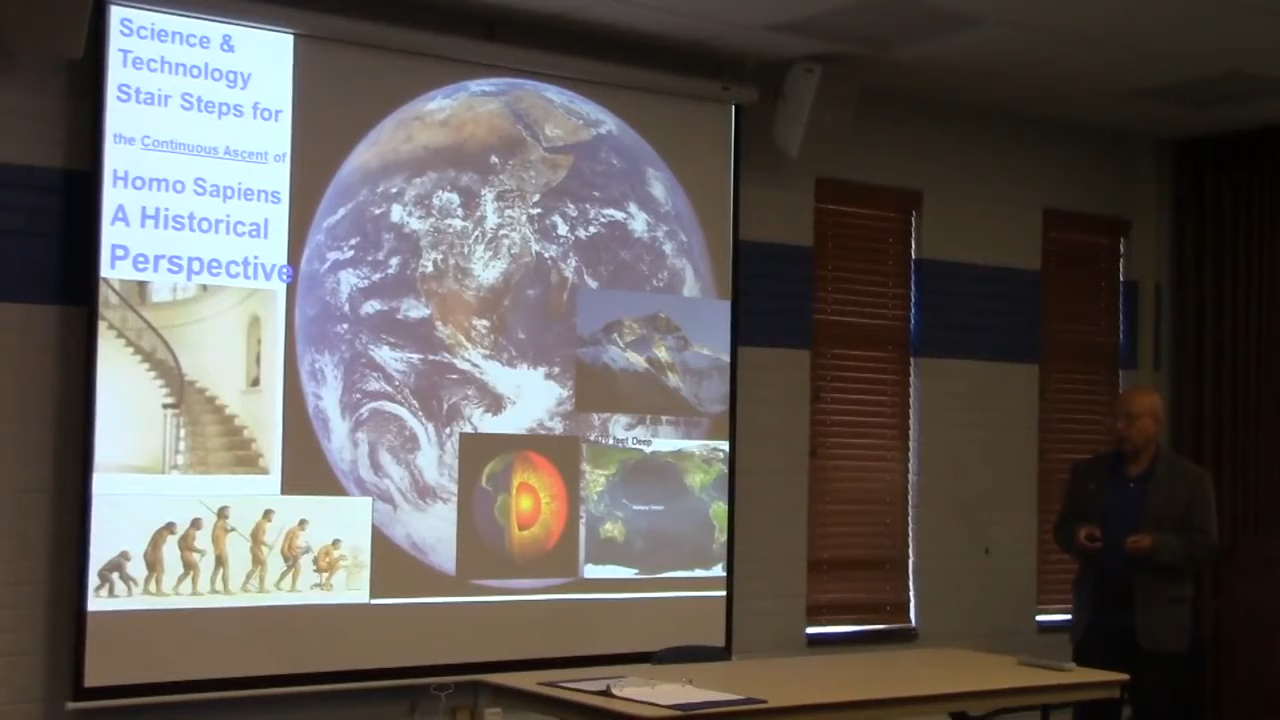 Science &
Technology
Stair Steps for
the Continuous Ascent of
Homo Sapiens
A Historical
Perspective
feet Deep